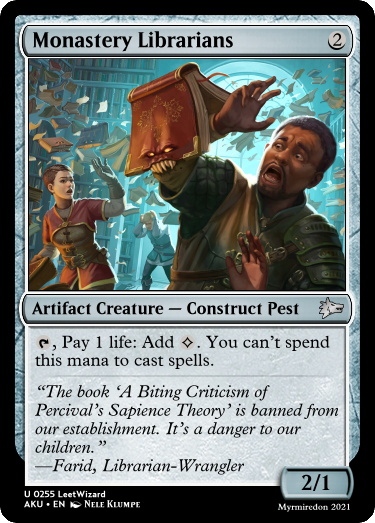 Monastery Librarians 2
Artifact Creature — Construct Pest
, Pay 1 life: Add . You can't spend
this mana to cast spells.
“The book ‘A Biting Criticism of
Percival's Sapience Theory’ is banned from
our establishment. It's a danger to our
children.”
—Farid, Librarian-Wrangler
2/1
U 0255 LeetWizard
AKU • EN Nele Klumpe
Myrmiredon 2021